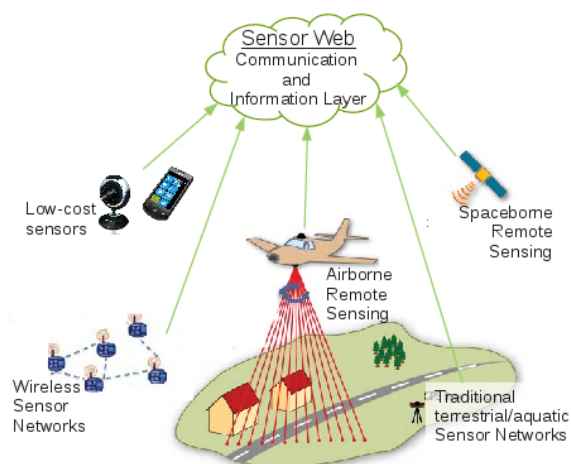 Sensor Web
Communication
and
Information Layer
Low-cost
sensors
Spaceborne
Remote
Sensing
Airborne
Remote
Sensing
Wireless
Sensor
Networks
Traditional
terrestrial/aquatic
Sensor Networks